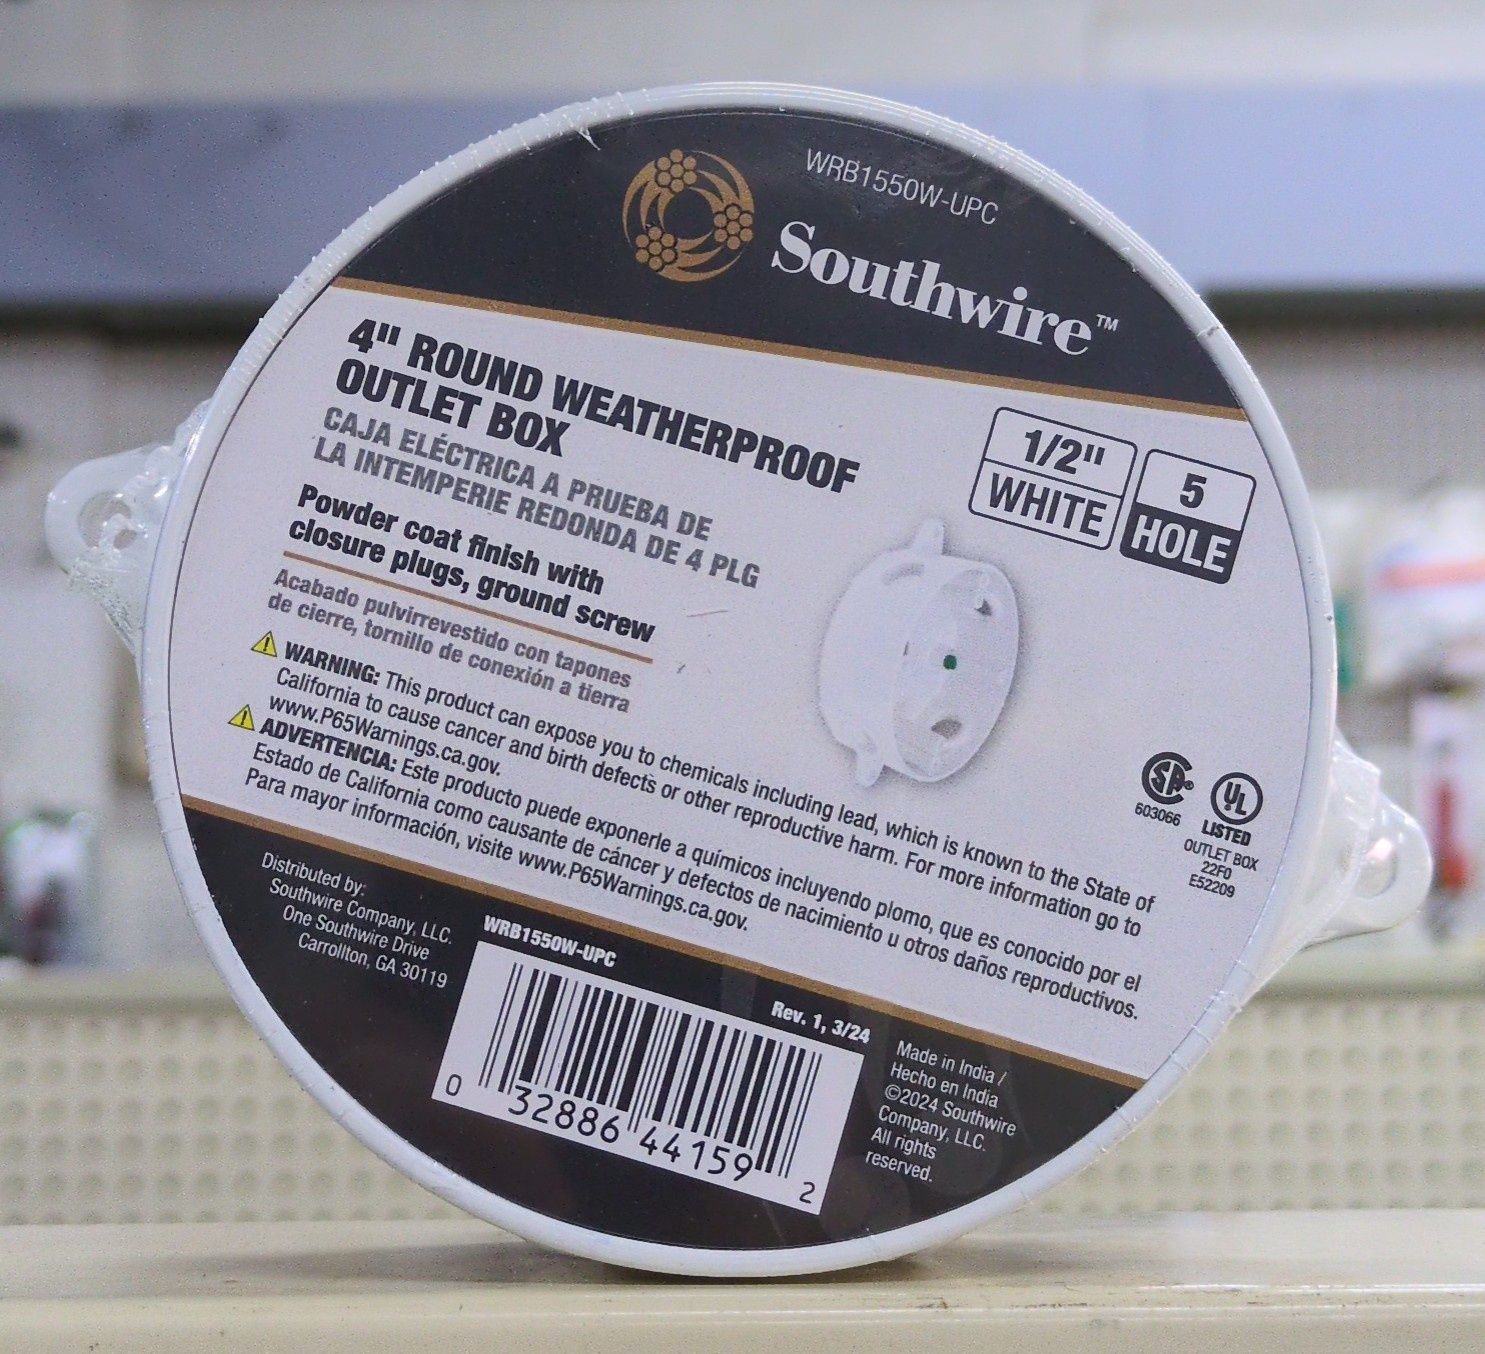 WRB1550W-UPC
Southwire™
4" ROUND WEATHERPROOF
OUTLET BOX
CAJA ELÉCTRICA A PRUEBA DE
LA INTEMPERIE REDONDA DE 4 PLG
1/2"
WHITE
5
HOLE
Powder coat finish with
closure plugs, ground screw
Acabado pulvirrevestido con tapones
de cierre, tornillo de conexión a tierra
WARNING: This product can expose you to chemicals including lead, which is known to the State of
California to cause cancer and birth defects or other reproductive harm. For more information go to
www.P65Warnings.ca.gov.
ADVERTENCIA: Este producto puede exponerle a químicos incluyendo plomo, que es conocido por el
Estado de California como causante de cáncer y defectos de nacimiento u otros daños reproductivos.
Para mayor información, visite www.P65Warnings.ca.gov.
SA®
603066
UL
LISTED
OUTLET BOX
22F0
E52209
Distributed by:
Southwire Company, LLC.
One Southwire Drive
Carrollton, GA 30119
WRB1550W-UPC
Rev. 1, 3/24
0 32886 44159 2
Made in India /
Hecho en India
©2024 Southwire
Company, LLC.
All rights
reserved.